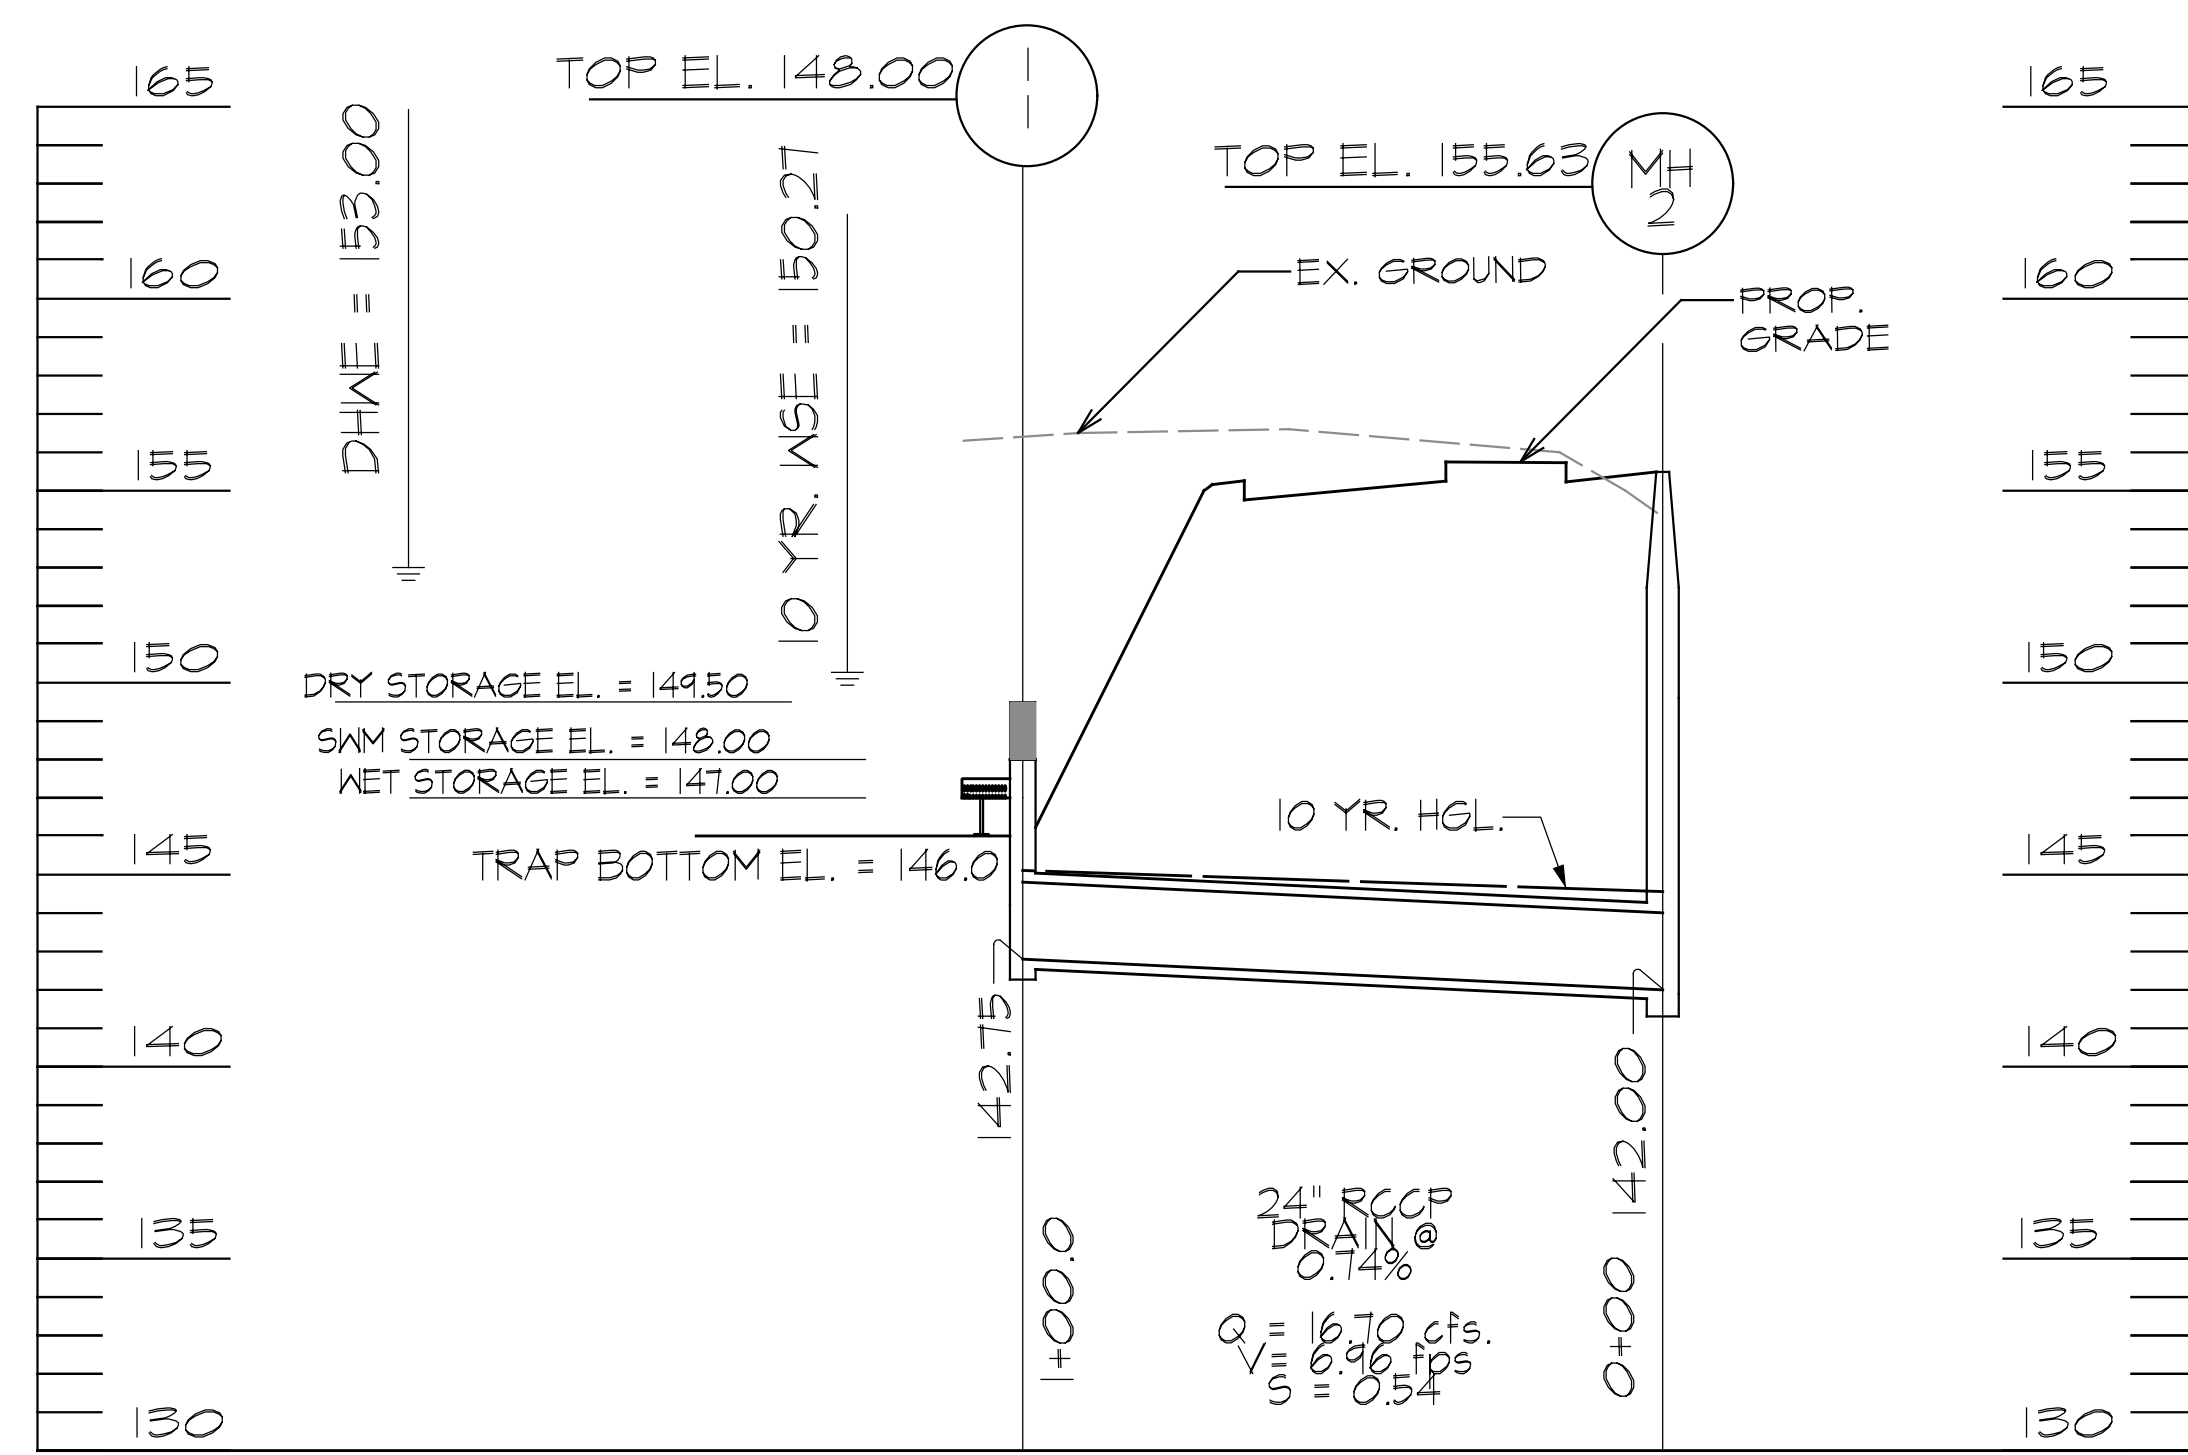 165
160
155
150
145
140
135
130
DHWE = 153.00
10 YR. WSE = 150.27
TOP EL. 148.00
I-I
TOP EL. 155.63
MH
2
EX. GROUND
PROP.
GRADE
DRY STORAGE EL. = 149.50
SWM STORAGE EL. = 148.00
WET STORAGE EL. = 147.00
TRAP BOTTOM EL. = 146.0
10 YR. HGL.
142.75
142.00
24" RCCP
DRAIN @
0.74%
Q = 16.70 cfs.
V= 6.96 fps
S = 0.54
1+00.0
0+00
165
160
155
150
145
140
135
130